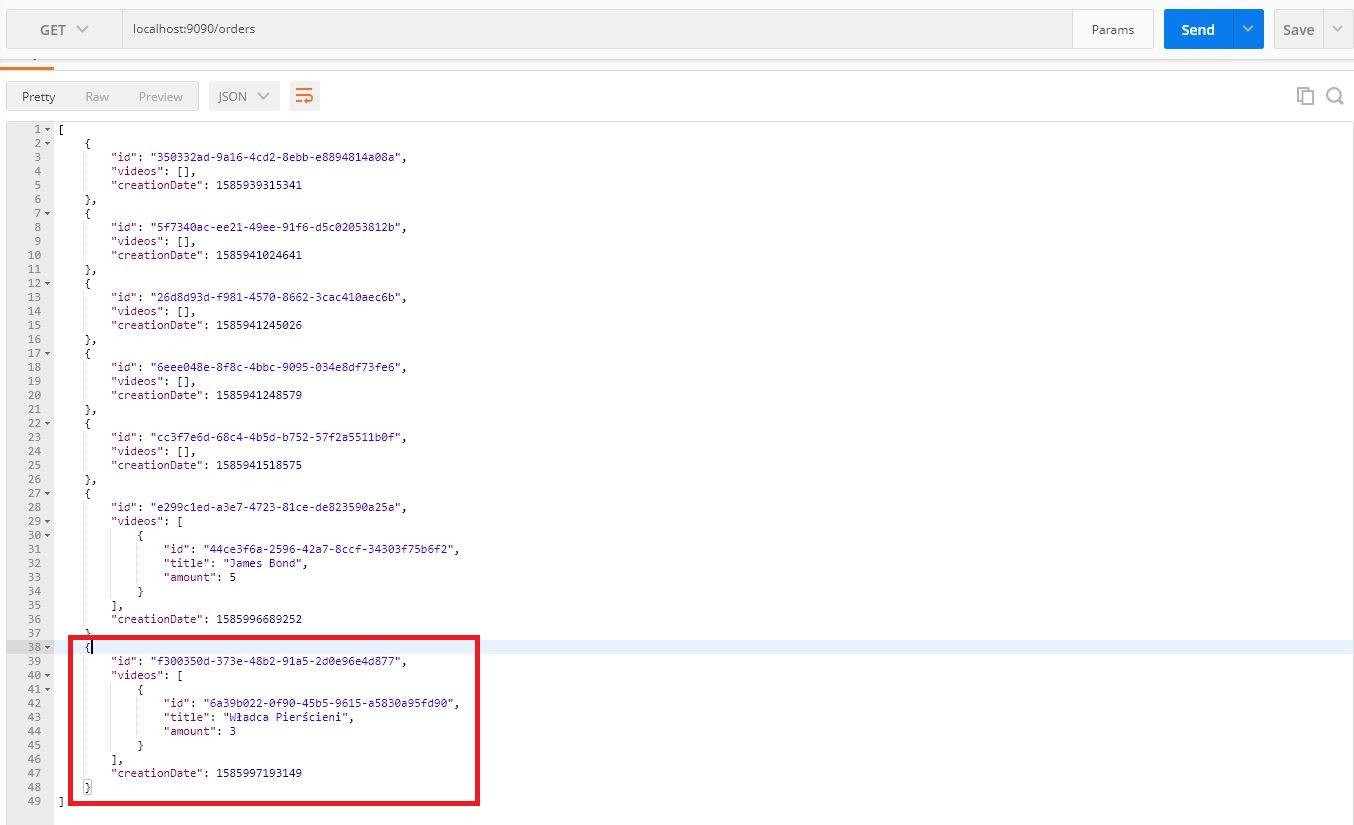 GET localhost:9090/orders Params Send Save
Pretty Raw Preview JSON
1 [
2 {
3 "id": "350332ad-9a16-4cd2-8ebb-e8894814a08a",
4 "videos": [],
5 "creationDate": 1585939315341
6 },
7 {
8 "id": "5f7340ac-ee21-49ee-91f6-d5c02053812b",
9 "videos": [],
10 "creationDate": 1585941024641
11 },
12 {
13 "id": "26d8d93d-f981-4570-8662-3cac410aec6b",
14 "videos": [],
15 "creationDate": 1585941245026
16 },
17 {
18 "id": "6eee048e-8f8c-4bbc-9095-034e8df73fe6",
19 "videos": [],
20 "creationDate": 1585941248579
21 },
22 {
23 "id": "cc3f7e6d-68c4-4b5d-b752-57f2a5511b0f",
24 "videos": [],
25 "creationDate": 1585941518575
26 },
27 {
28 "id": "e299c1ed-a3e7-4723-81ce-de823590a25a",
29 "videos": [
30 {
31 "id": "44ce3f6a-2596-42a7-8ccf-34303f75b6f2",
32 "title": "James Bond",
33 "amount": 5
34 }
35 ],
36 "creationDate": 1585996689252
37 }
38 {
39 "id": "f300350d-373e-48b2-91a5-2d0e96e4d877",
40 "videos": [
41 {
42 "id": "6a39b022-0f90-45b5-9615-a5830a95fd90",
43 "title": "Władca Pierścieni",
44 "amount": 3
45 }
46 ],
47 "creationDate": 1585997193149
48 }
49 ]